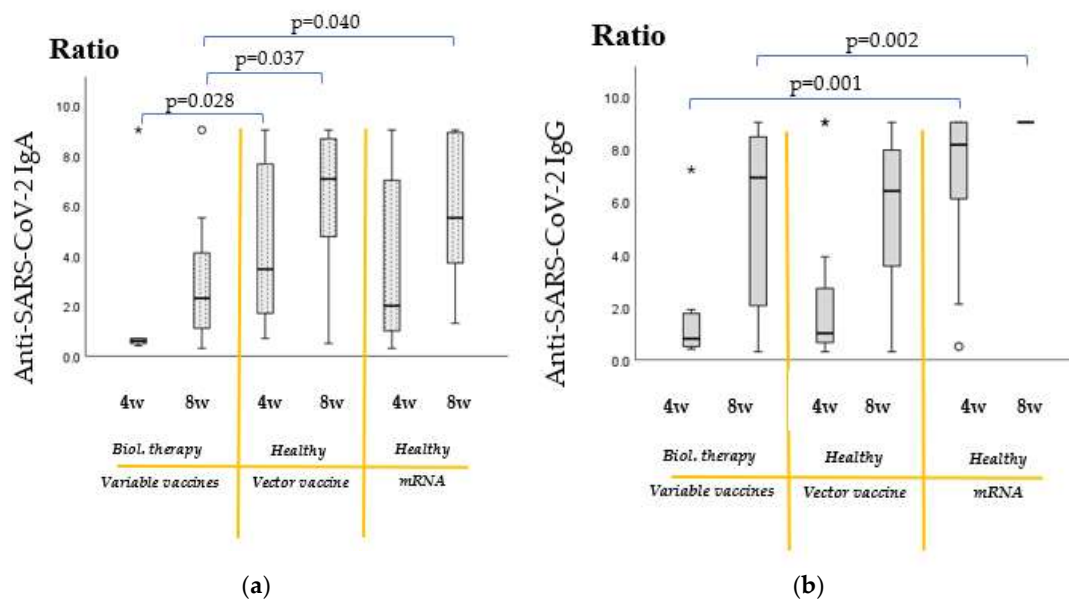 Ratio
p=0.040
p=0.037
p=0.028
Anti-SARS-CoV-2 IgA
10.0
8.0
6.0
4.0
2.0
0.0
*
4w 8w 4w 8w 4w 8w
Biol. therapy Healthy Healthy
Variable vaccines Vector vaccine mRNA
(a)
Ratio
p=0.002
p=0.001
Anti-SARS-CoV-2 IgG
10.0
8.0
6.0
4.0
2.0
0.0
*
*
4w 8w 4w 8w 4w 8w
Biol. therapy Healthy Healthy
Variable vaccines Vector vaccine mRNA
(b)